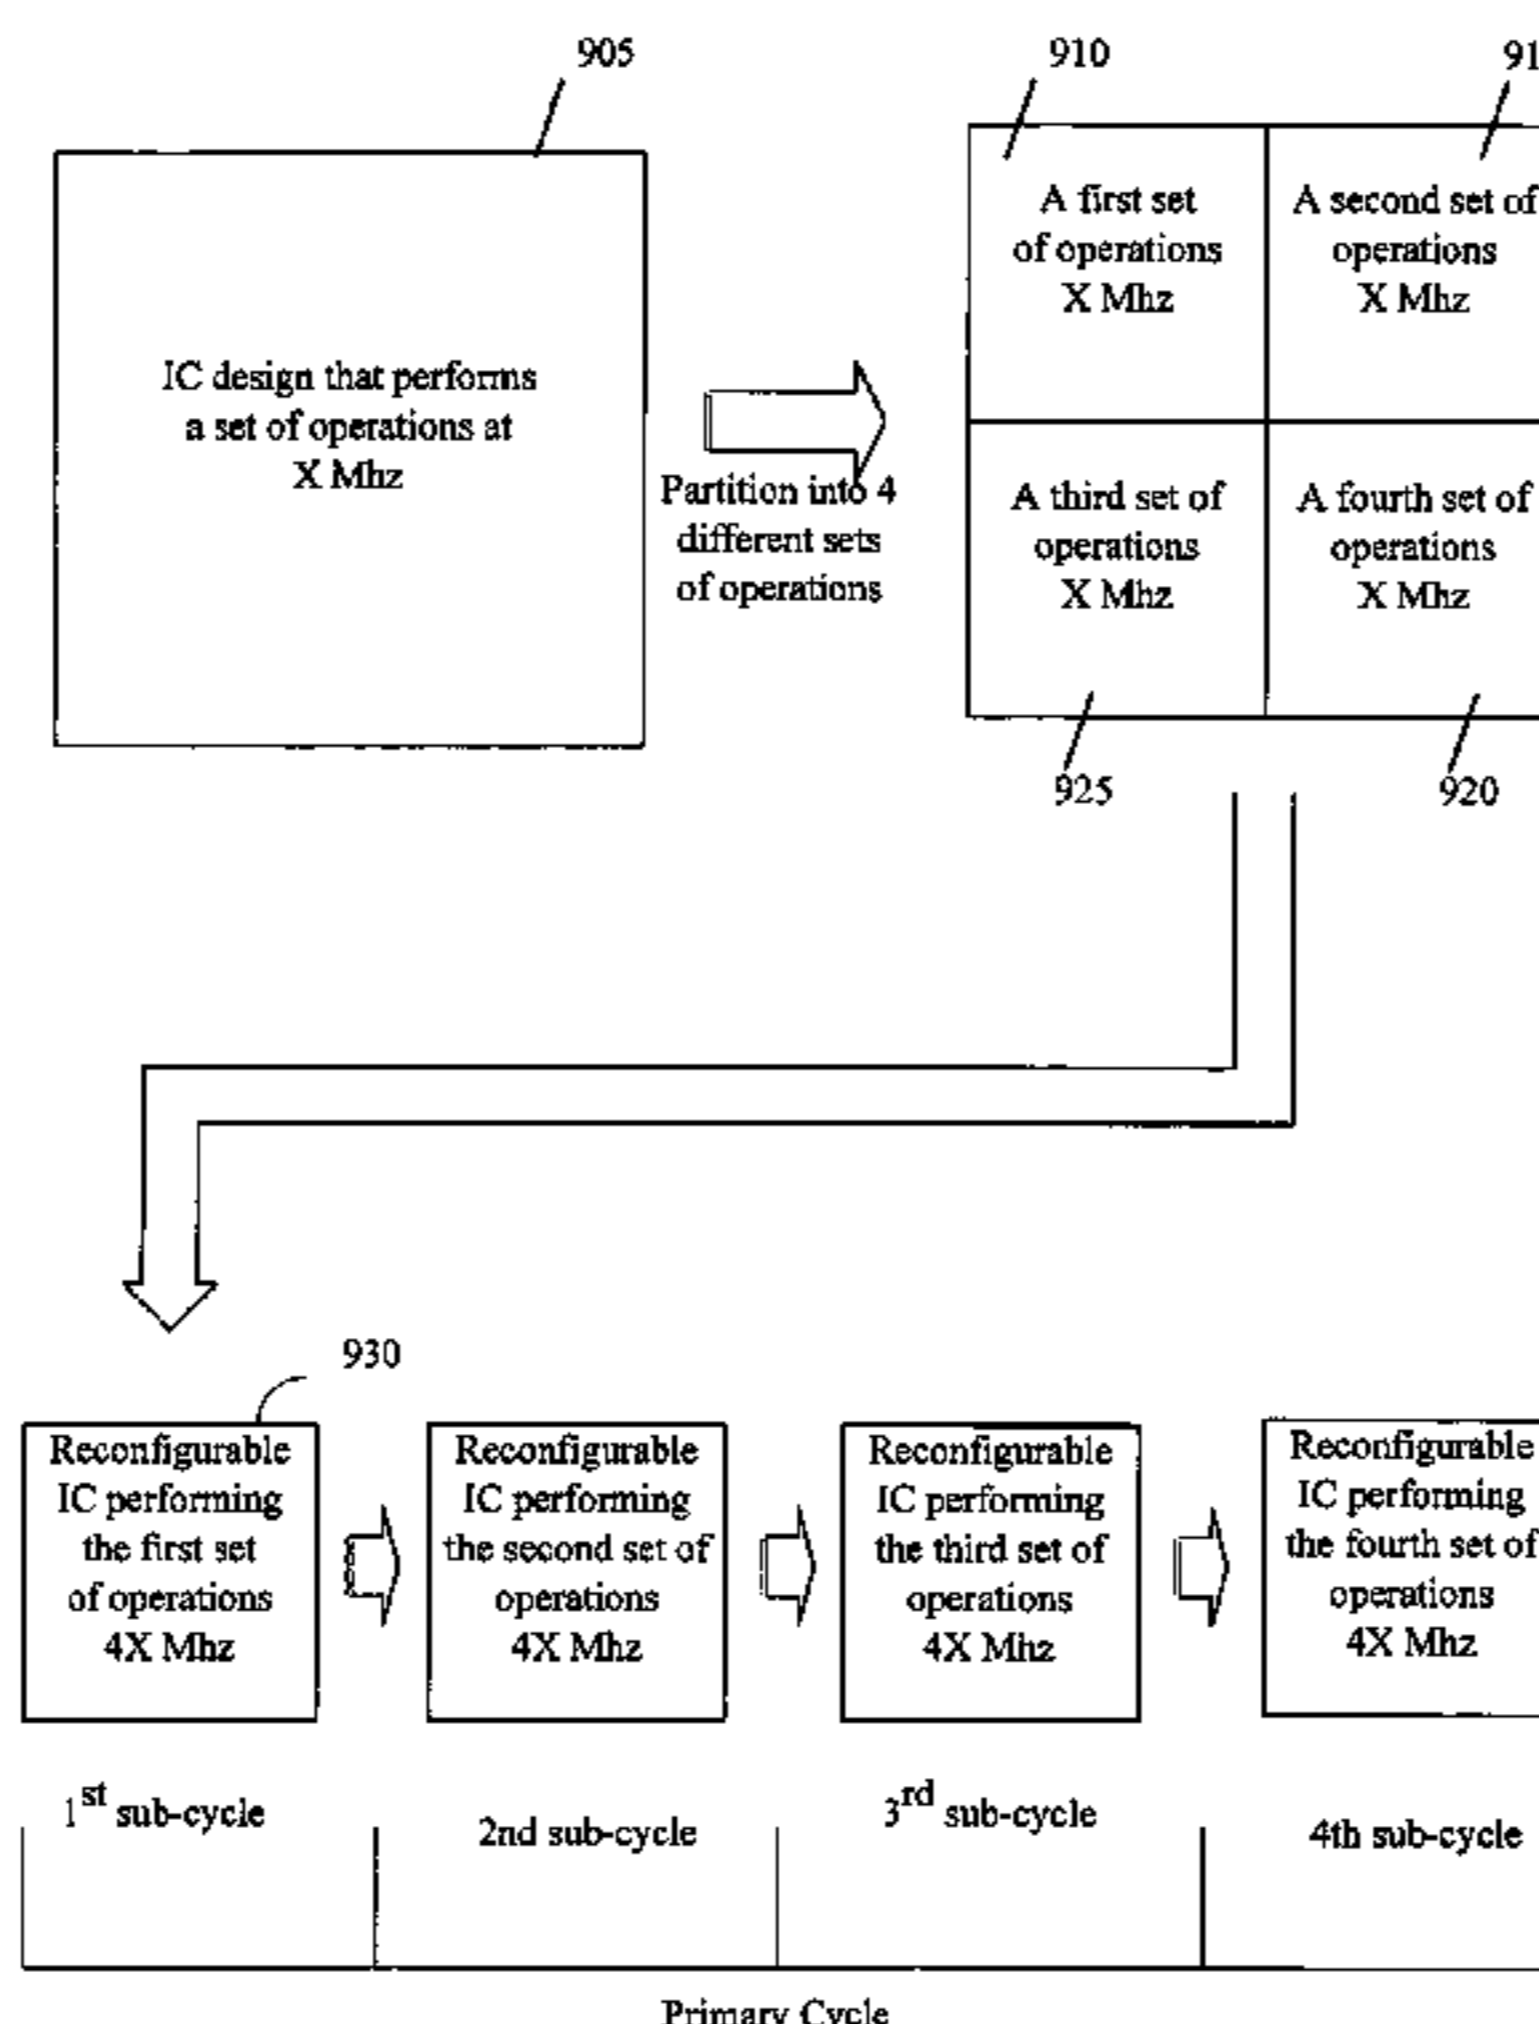 905
910
91
IC design that performs
a set of operations at
X Mhz
Partition into 4
different sets
of operations
A first set
of operations
X Mhz
A second set of
operations
X Mhz
A third set of
operations
X Mhz
A fourth set of
operations
X Mhz
925
920
930
Reconfigurable
IC performing
the first set
of operations
4X Mhz
Reconfigurable
IC performing
the second set of
operations
4X Mhz
Reconfigurable
IC performing
the third set of
operations
4X Mhz
Reconfigurable
IC performing
the fourth set of
operations
4X Mhz
1st sub-cycle
2nd sub-cycle
3rd sub-cycle
4th sub-cycle
Primary Cycle